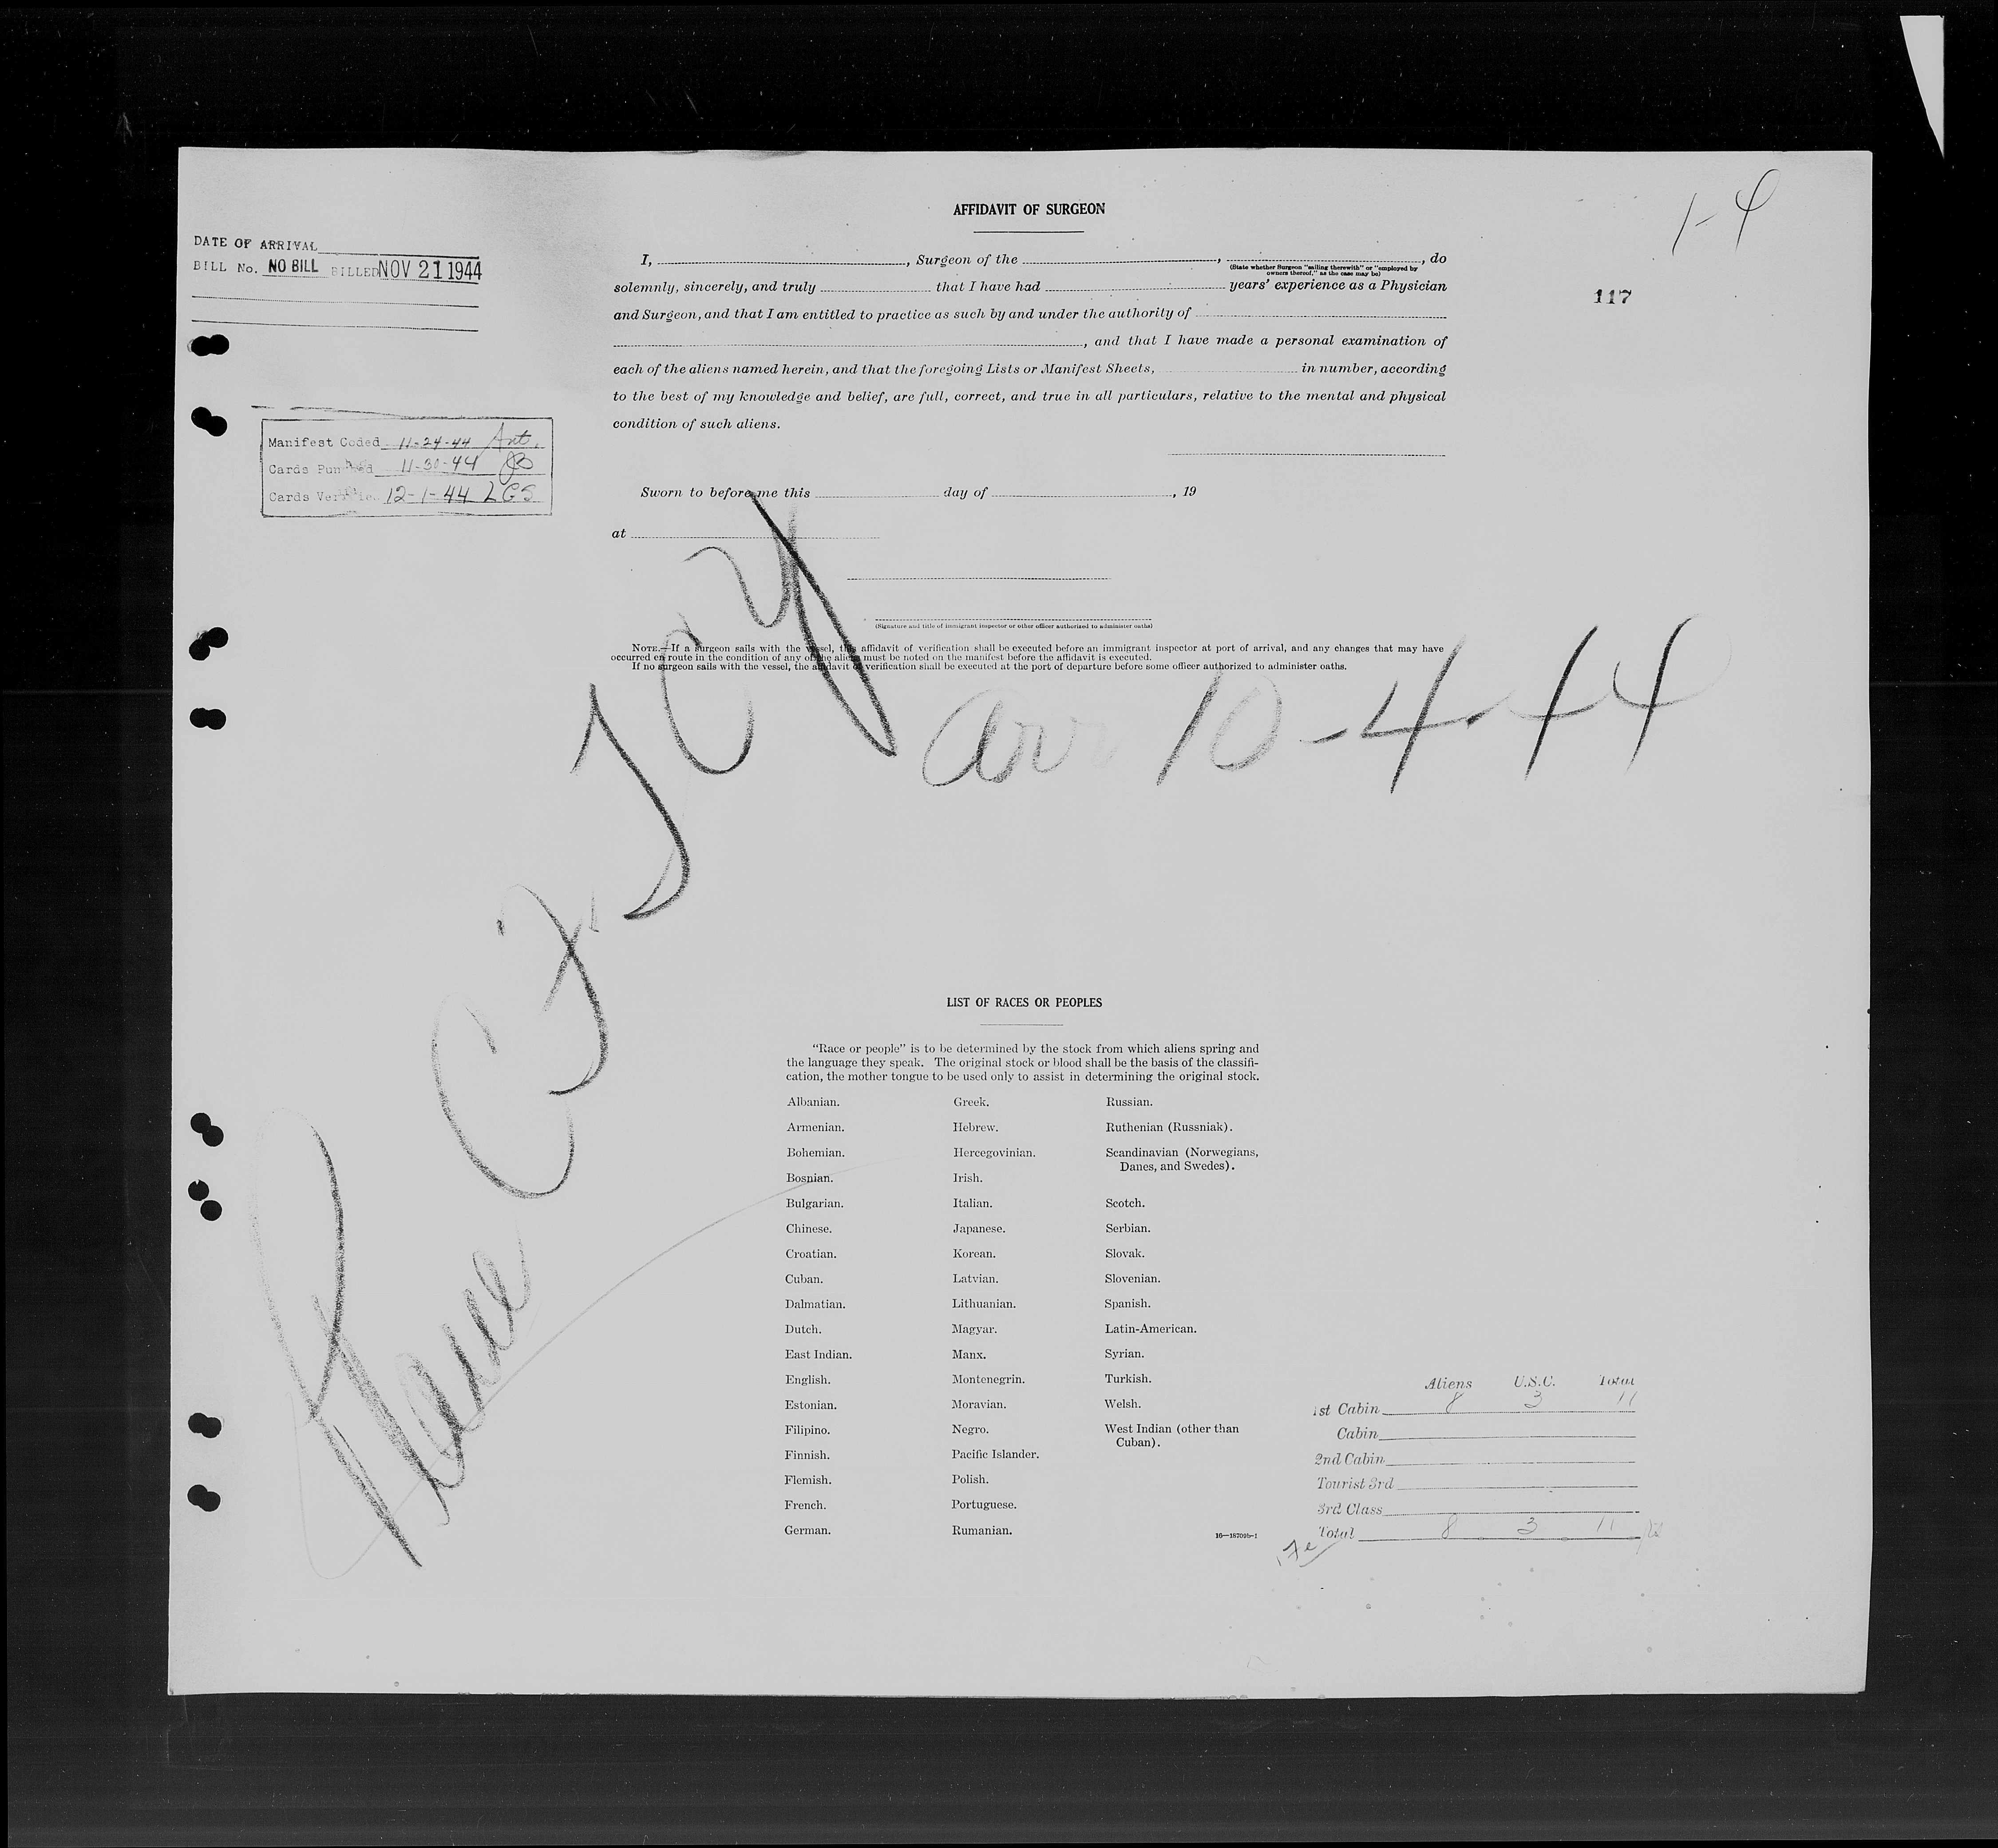 AFFIDAVIT OF SURGEON
1-4
DATE OF ARRIVAL
BILL No. NO BILL BILLED NOV 21 1944
117
I, , Surgeon of the , , do
(State whether Surgeon "sailing therewith" or "employed by
owners thereof," as the case may be)
solemnly, sincerely, and truly that I have had years' experience as a Physician
and Surgeon, and that I am entitled to practice as such by and under the authority of
, and that I have made a personal examination of
each of the aliens named herein, and that the foregoing Lists or Manifest Sheets, in number, according
to the best of my knowledge and belief, are full, correct, and true in all particulars, relative to the mental and physical
condition of such aliens.
Manifest Coded 11-24-44
Cards Punched 11-30-44
Cards Verified 12-1-44 LGS
Sworn to before me this day of , 19
at
(Signature and title of immigrant inspector or other officer authorized to administer oaths)
NOTE.—If a surgeon sails with the vessel, this affidavit of verification shall be executed before an immigrant inspector at port of arrival, and any changes that may have
occurred en route in the condition of any of the aliens must be noted on the manifest before the affidavit is executed.
If no surgeon sails with the vessel, the affidavit of verification shall be executed at the port of departure before some officer authorized to administer oaths.
Plane
arr 10-4-44
LIST OF RACES OR PEOPLES
"Race or people" is to be determined by the stock from which aliens spring and
the language they speak. The original stock or blood shall be the basis of the classifi-
cation, the mother tongue to be used only to assist in determining the original stock.
Albanian. Greek. Russian.
Armenian. Hebrew. Ruthenian (Russniak).
Bohemian. Hercegovinian. Scandinavian (Norwegians,
Danes, and Swedes).
Bosnian. Irish.
Bulgarian. Italian. Scotch.
Chinese. Japanese. Serbian.
Croatian. Korean. Slovak.
Cuban. Latvian. Slovenian.
Dalmatian. Lithuanian. Spanish.
Dutch. Magyar. Latin-American.
East Indian. Manx. Syrian.
English. Montenegrin. Turkish.
Estonian. Moravian. Welsh.
Filipino. Negro. West Indian (other than
Cuban).
Finnish. Pacific Islander.
Flemish. Polish.
French. Portuguese.
German. Rumanian.
16—18709b-1
Aliens U.S.C. Total
1st Cabin 8 3 11
Cabin
2nd Cabin
Tourist 3rd
3rd Class
Total 8 3 11